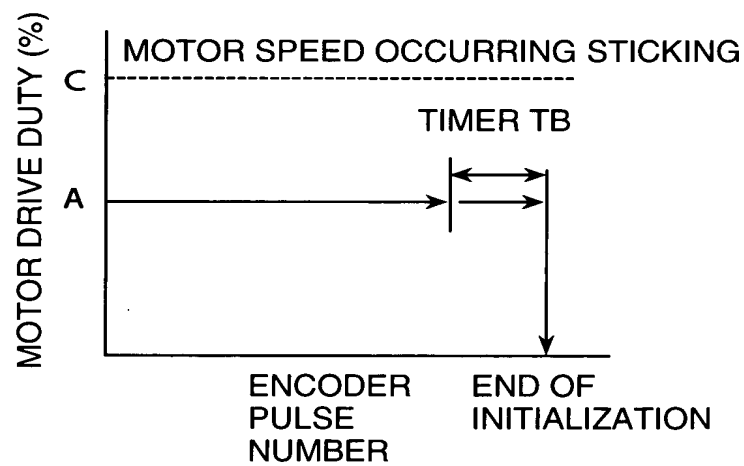 MOTOR DRIVE DUTY (%)
MOTOR SPEED OCCURRING STICKING
C
TIMER TB
A
ENCODER
PULSE
NUMBER
END OF
INITIALIZATION